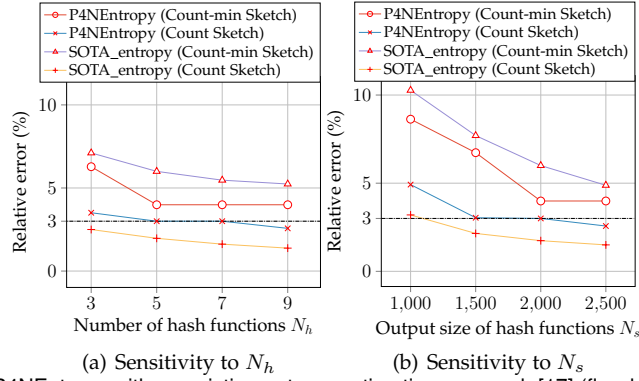 P4NEntropy (Count-min Sketch)
P4NEntropy (Count Sketch)
SOTA_entropy (Count-min Sketch)
SOTA_entropy (Count Sketch)
10
5
3
0
Relative error (%)
3 5 7 9
Number of hash functions N_h
(a) Sensitivity to N_h
P4NEntropy (Count-min Sketch)
P4NEntropy (Count Sketch)
SOTA_entropy (Count-min Sketch)
SOTA_entropy (Count Sketch)
10
5
3
0
Relative error (%)
1,000 1,500 2,000 2,500
Output size of hash functions N_s
(b) Sensitivity to N_s